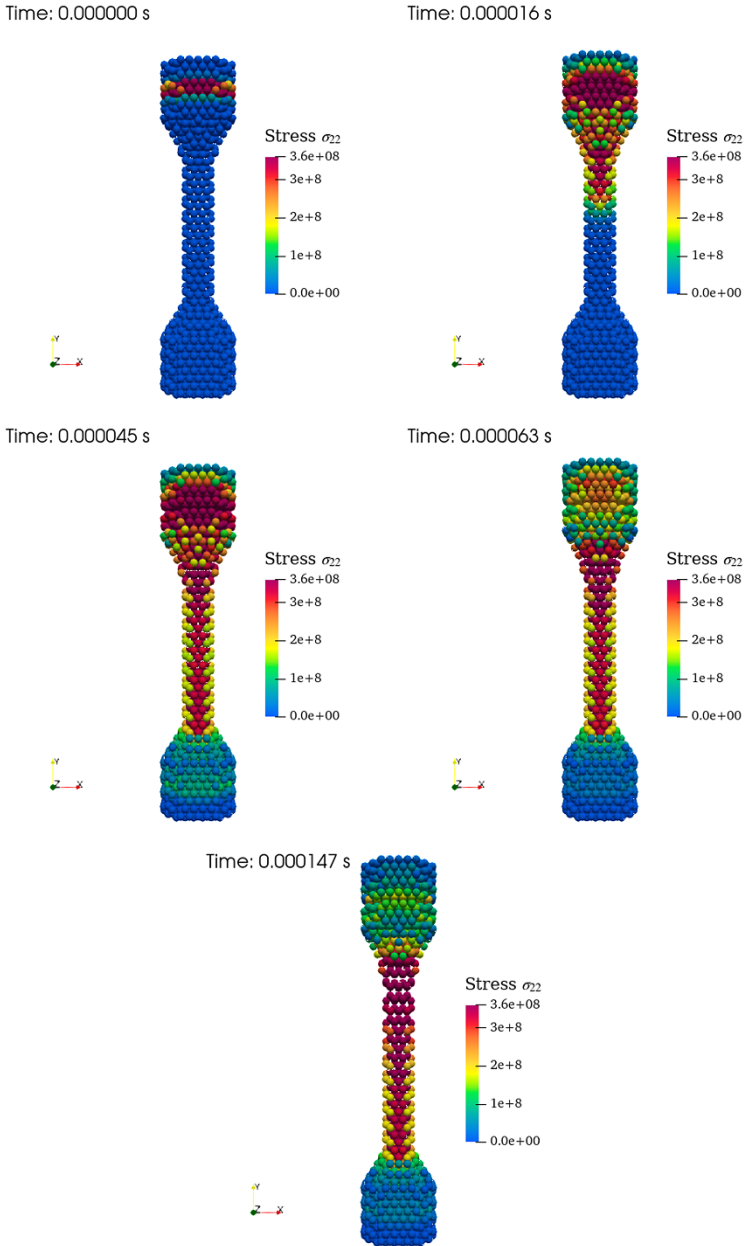 Time: 0.000000 s
Stress σ22
3.6e+08
3e+8
2e+8
1e+8
0.0e+00
Y
Z
X
Time: 0.000016 s
Stress σ22
3.6e+08
3e+8
2e+8
1e+8
0.0e+00
Y
Z
X
Time: 0.000045 s
Stress σ22
3.6e+08
3e+8
2e+8
1e+8
0.0e+00
Y
Z
X
Time: 0.000063 s
Stress σ22
3.6e+08
3e+8
2e+8
1e+8
0.0e+00
Y
Z
X
Time: 0.000147 s
Stress σ22
3.6e+08
3e+8
2e+8
1e+8
0.0e+00
Y
Z
X